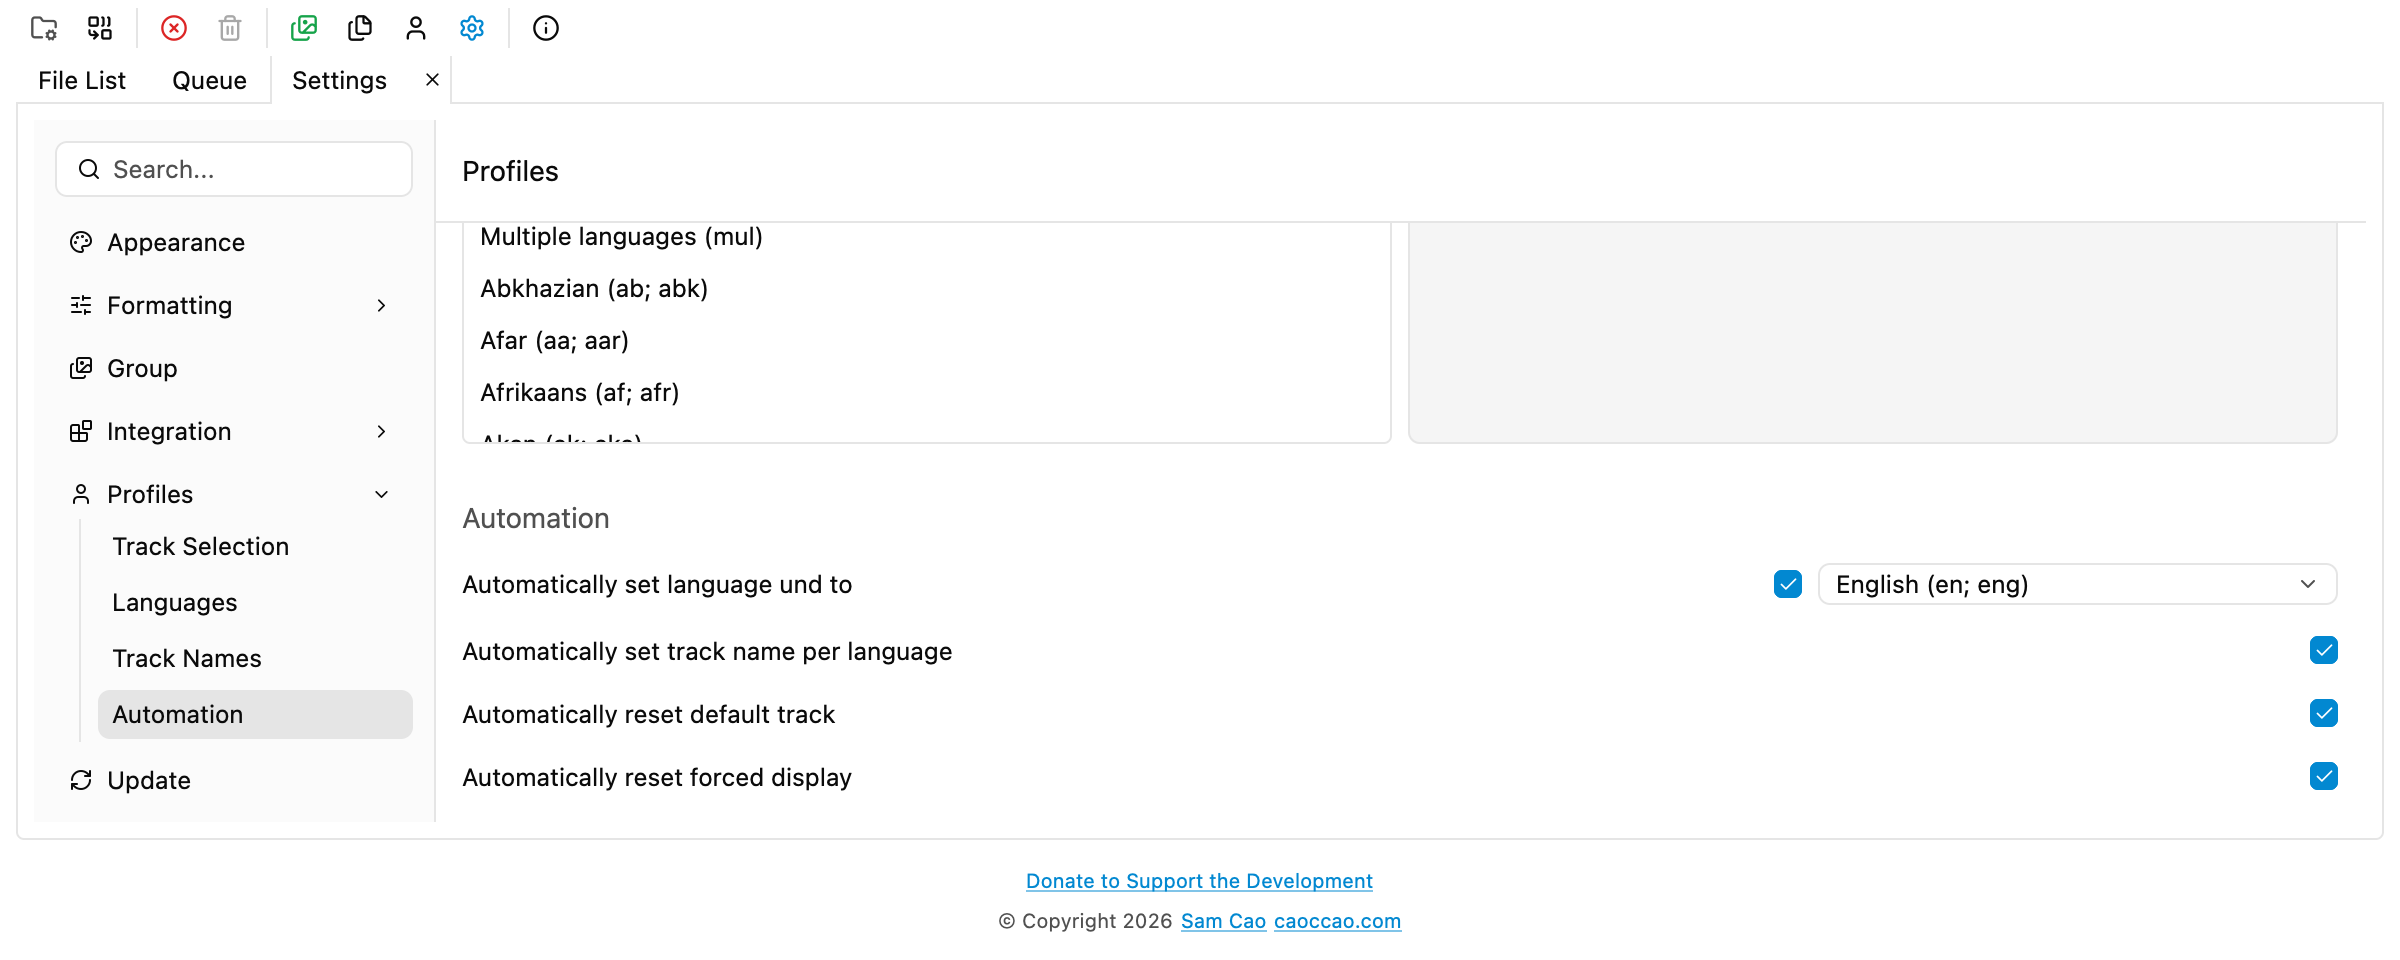 File List
Queue
Settings
Search...
Appearance
Formatting
Group
Integration
Profiles
Track Selection
Languages
Track Names
Automation
Update
Profiles
Multiple languages (mul)
Abkhazian (ab; abk)
Afar (aa; aar)
Afrikaans (af; afr)
Automation
Automatically set language und to
English (en; eng)
Automatically set track name per language
Automatically reset default track
Automatically reset forced display
Donate to Support the Development
© Copyright 2026 Sam Cao caoccao.com